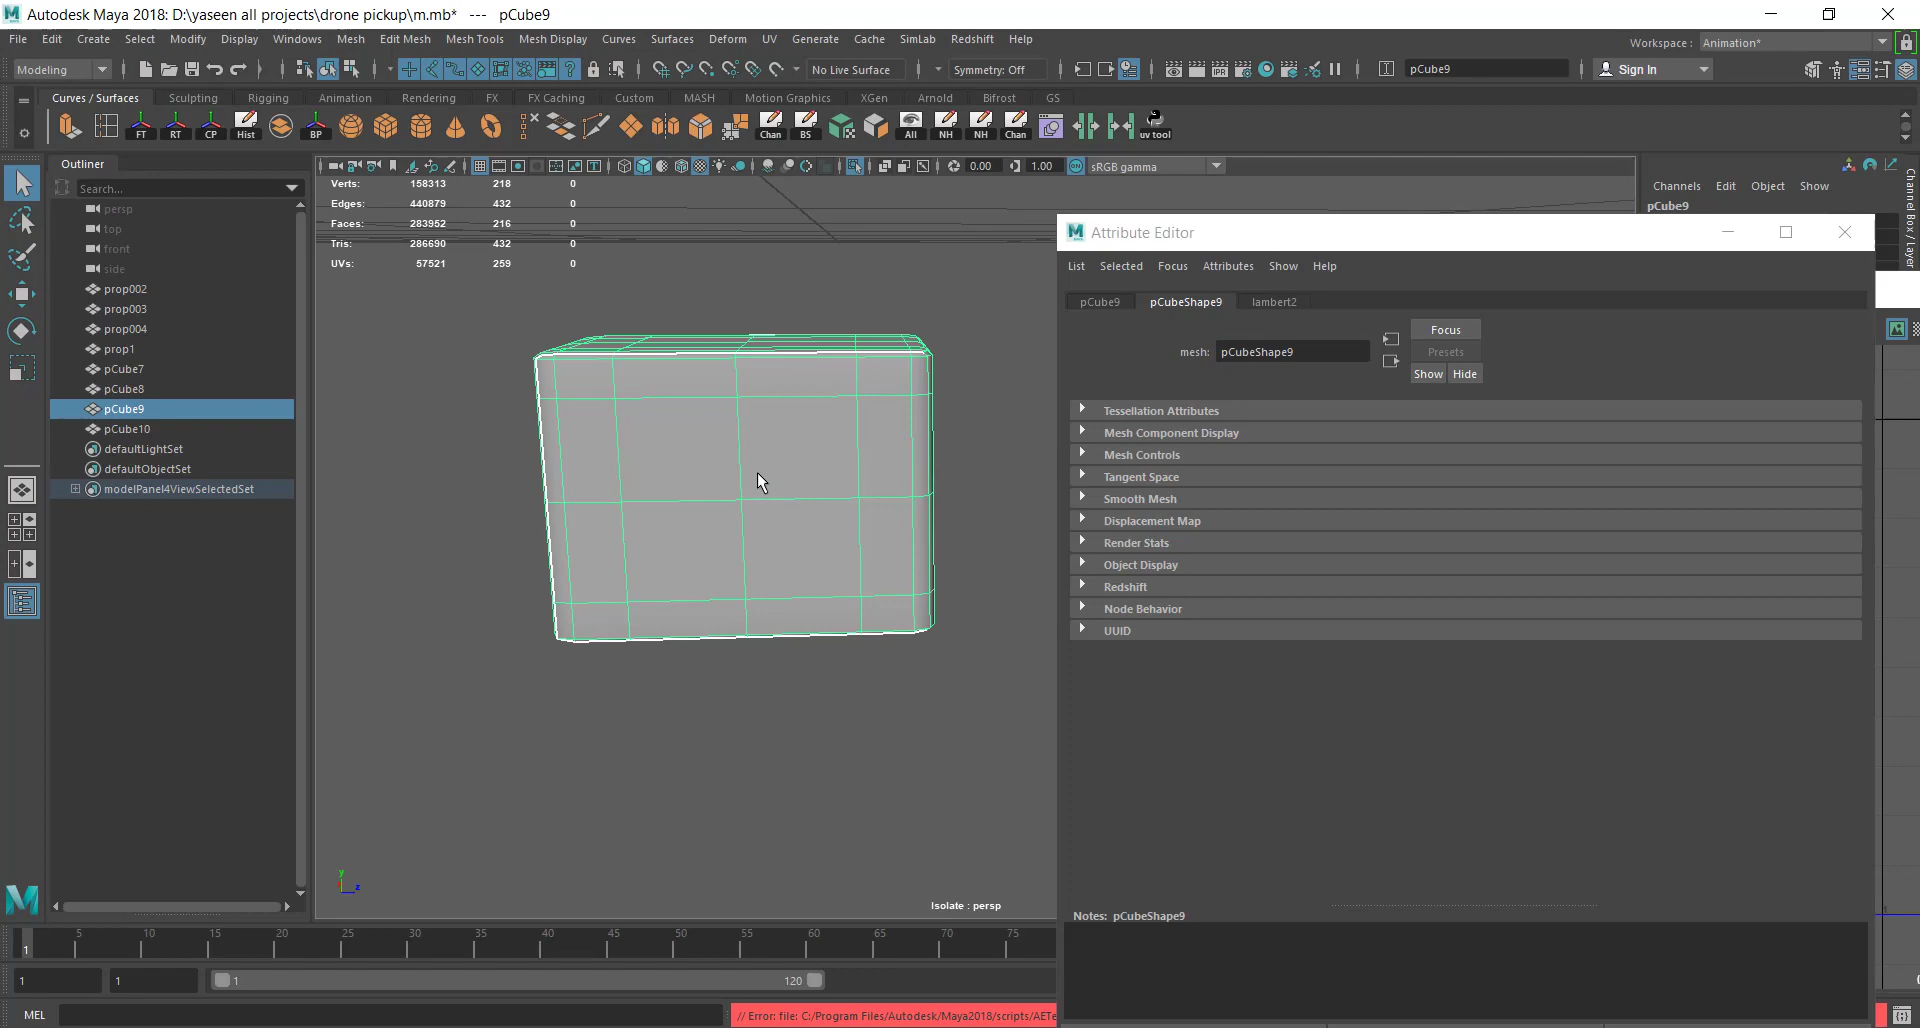 Autodesk Maya 2018: D:\yaseen all projects\drone pickup\m.mb* --- pCube9
File Edit Create Select Modify Display Windows Mesh Edit Mesh Mesh Tools Mesh Display Curves Surfaces Deform UV Generate Cache SimLab Redshift Help
Workspace : Animation*
Modeling No Live Surface Symmetry: Off pCube9 Sign In
Curves / Surfaces Sculpting Rigging Animation Rendering FX FX Caching Custom MASH Motion Graphics XGen Arnold Bifrost GS
FT RT CP Hist BP Chan BS All NH NH Chan uv tool
Outliner
Search...
persp
top
front
side
prop002
prop003
prop004
prop1
pCube7
pCube8
pCube9
pCube10
defaultLightSet
defaultObjectSet
modelPanel4ViewSelectedSet
0.00 1.00 sRGB gamma
Verts: 158313 218 0
Edges: 440879 432 0
Faces: 283952 216 0
Tris: 286690 432 0
UVs: 57521 259 0
y
z
Isolate : persp
Channels Edit Object Show
pCube9
Channel Box / Layer
Attribute Editor
List Selected Focus Attributes Show Help
pCube9 pCubeShape9 lambert2
mesh: pCubeShape9
Focus
Presets
Show Hide
Tessellation Attributes
Mesh Component Display
Mesh Controls
Tangent Space
Smooth Mesh
Displacement Map
Render Stats
Object Display
Redshift
Node Behavior
UUID
Notes: pCubeShape9
5 10 15 20 25 30 35 40 45 50 55 60 65 70 75
1
1 1 1 120
MEL
// Error: file: C:/Program Files/Autodesk/Maya2018/scripts/AETe